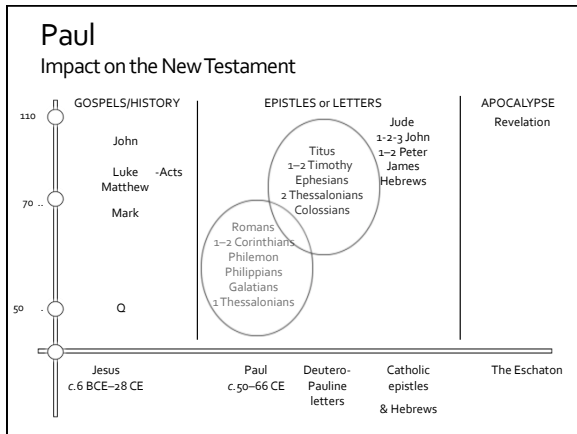 Paul
Impact on the New Testament
GOSPELS/HISTORY
EPISTLES or LETTERS
APOCALYPSE
110
John
Luke -Acts
Matthew
70 ..
Mark
50 .
Q
Titus
1–2 Timothy
Ephesians
2 Thessalonians
Colossians
Romans
1–2 Corinthians
Philemon
Philippians
Galatians
1 Thessalonians
Jude
1-2-3 John
1–2 Peter
James
Hebrews
Revelation
Jesus
c.6 BCE–28 CE
Paul
c.50–66 CE
Deutero-
Pauline
letters
Catholic
epistles
& Hebrews
The Eschaton